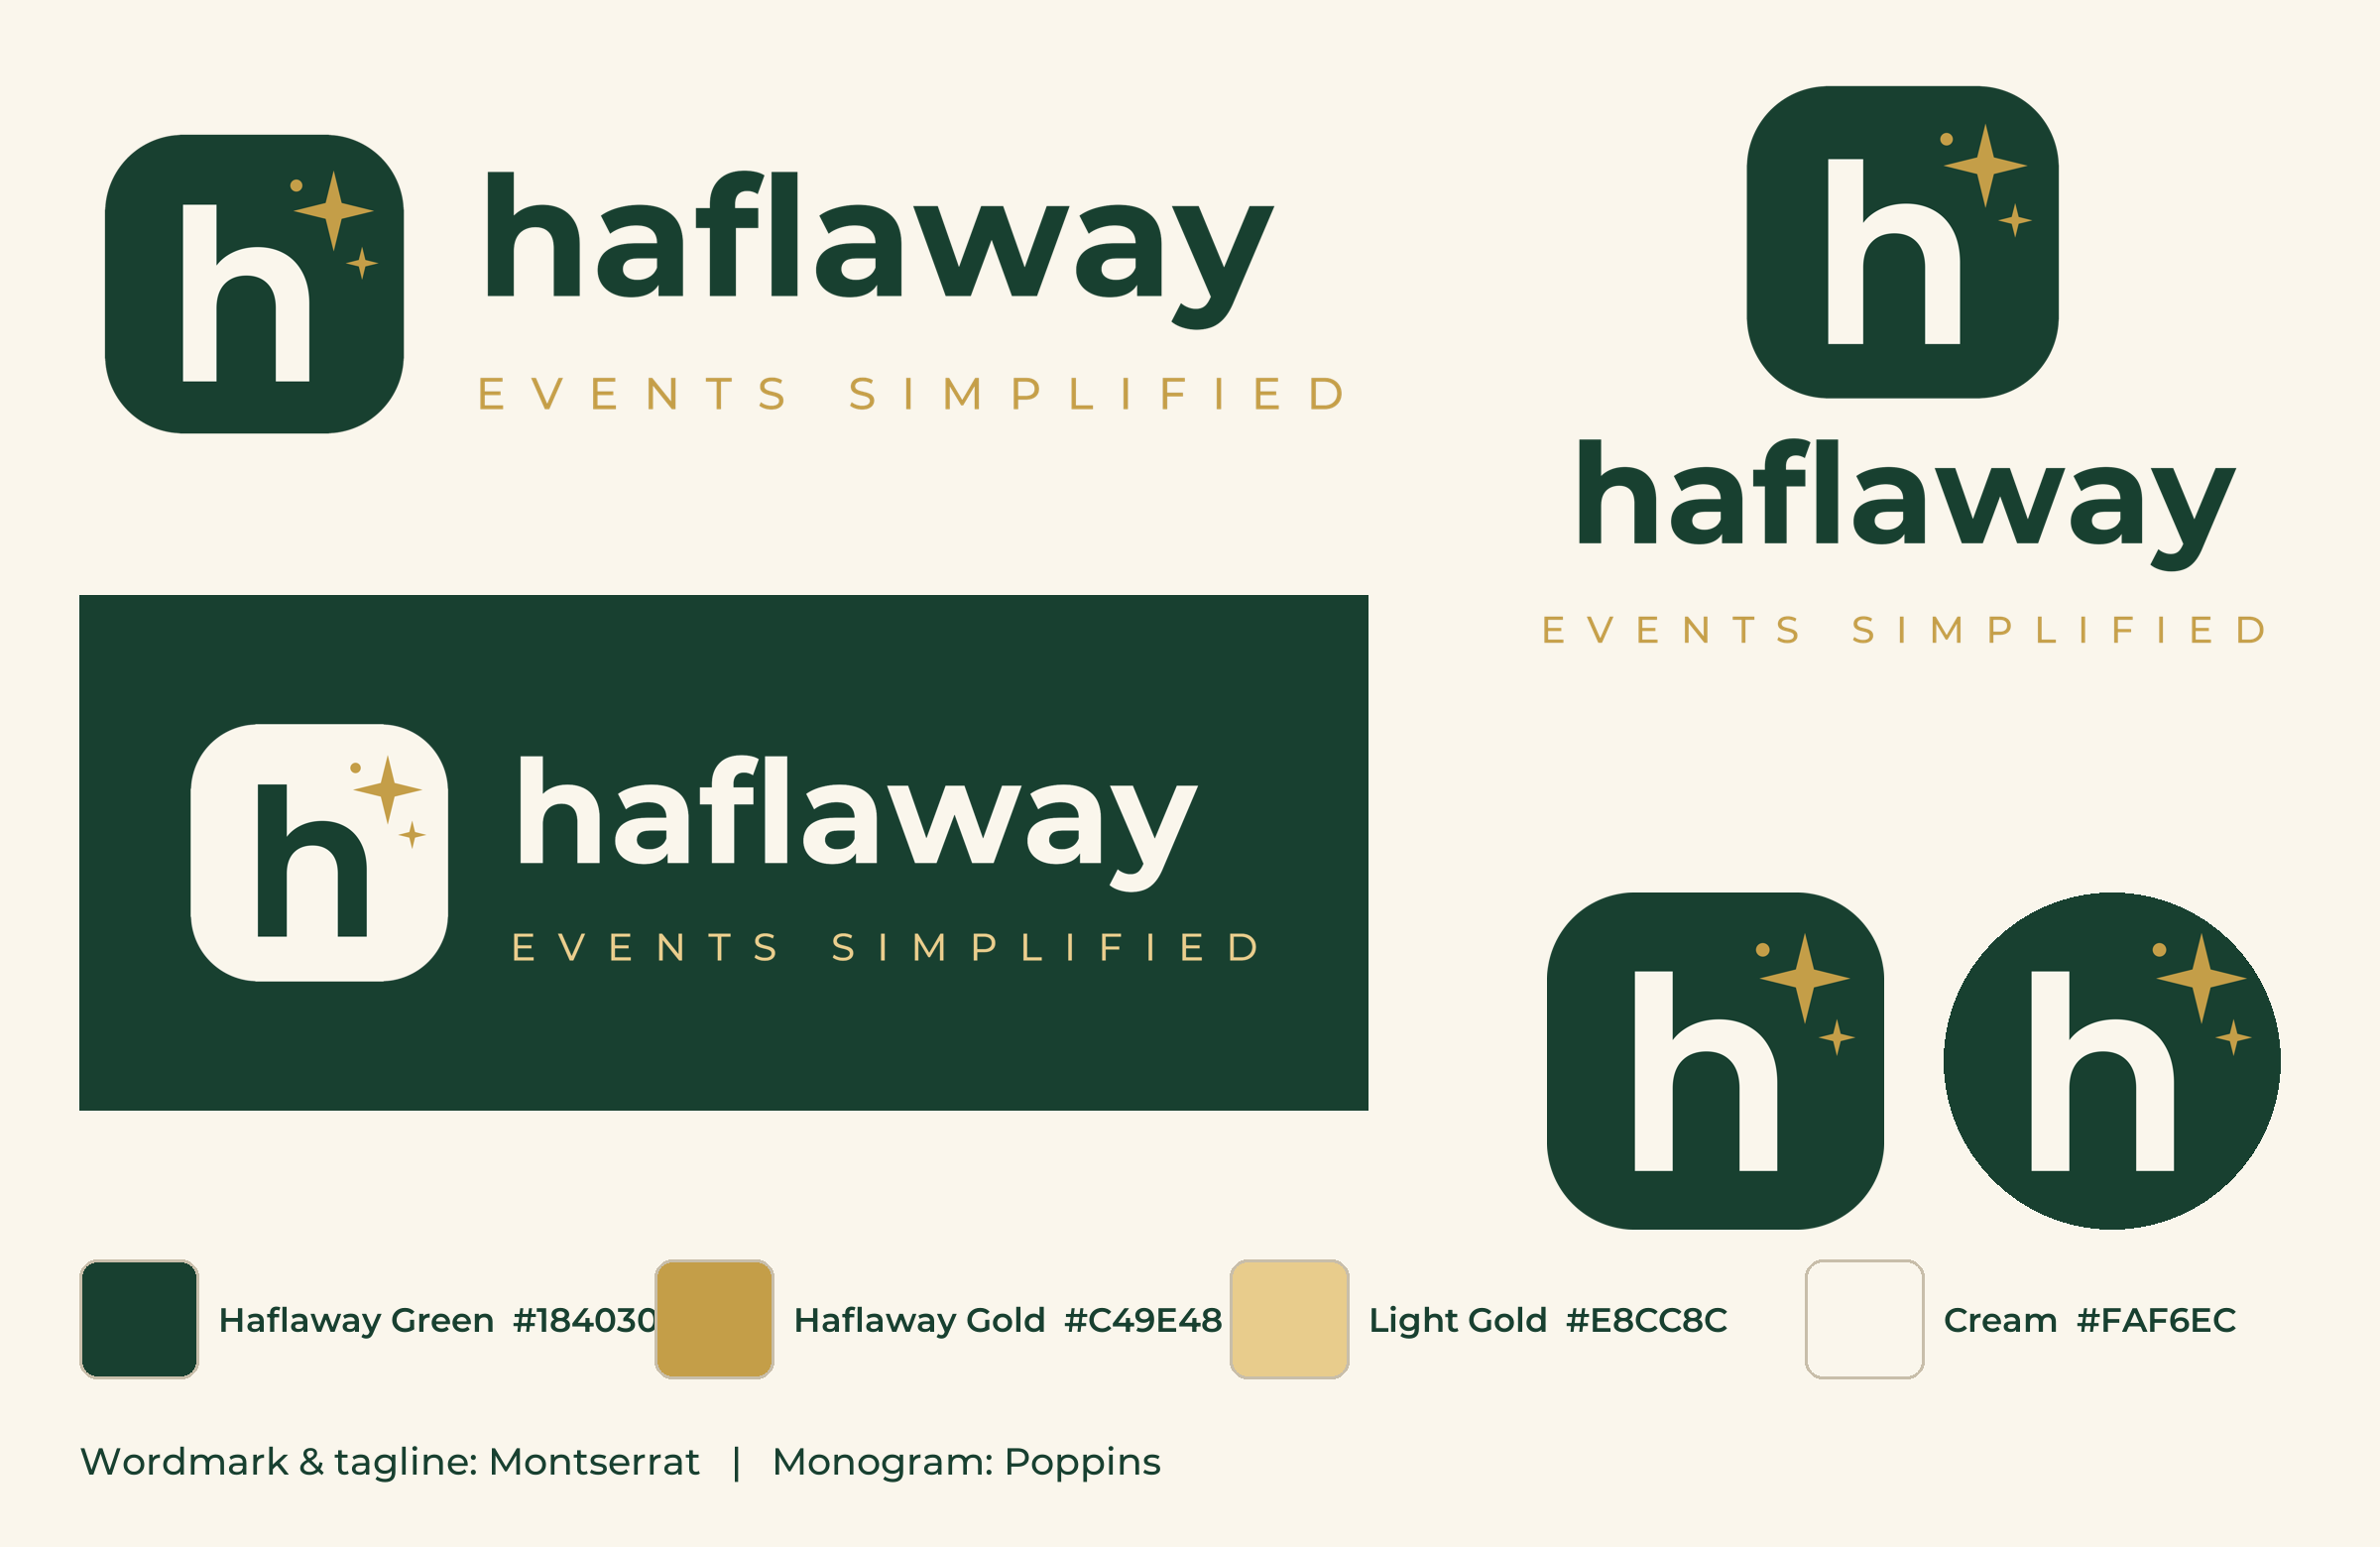 h
haflaway
EVENTS SIMPLIFIED
h
haflaway
EVENTS SIMPLIFIED
h
haflaway
EVENTS SIMPLIFIED
h
h
Haflaway Green #184030
Haflaway Gold #C49E48
Light Gold #E8CC8C
Cream #FAF6EC
Wordmark & tagline: Montserrat | Monogram: Poppins